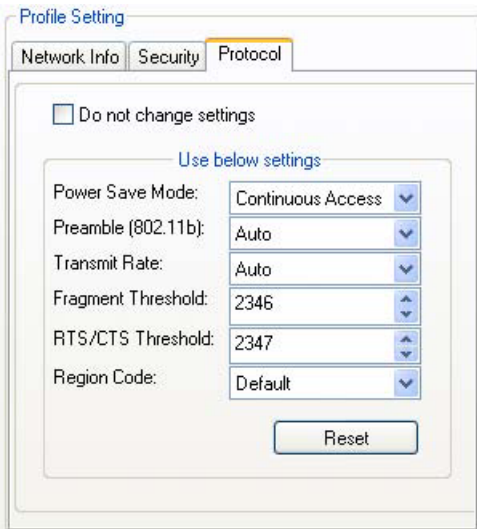 Profile Setting
Network Info Security Protocol
Do not change settings
Use below settings
Power Save Mode: Continuous Access
Preamble (802.11b): Auto
Transmit Rate: Auto
Fragment Threshold: 2346
RTS/CTS Threshold: 2347
Region Code: Default
Reset